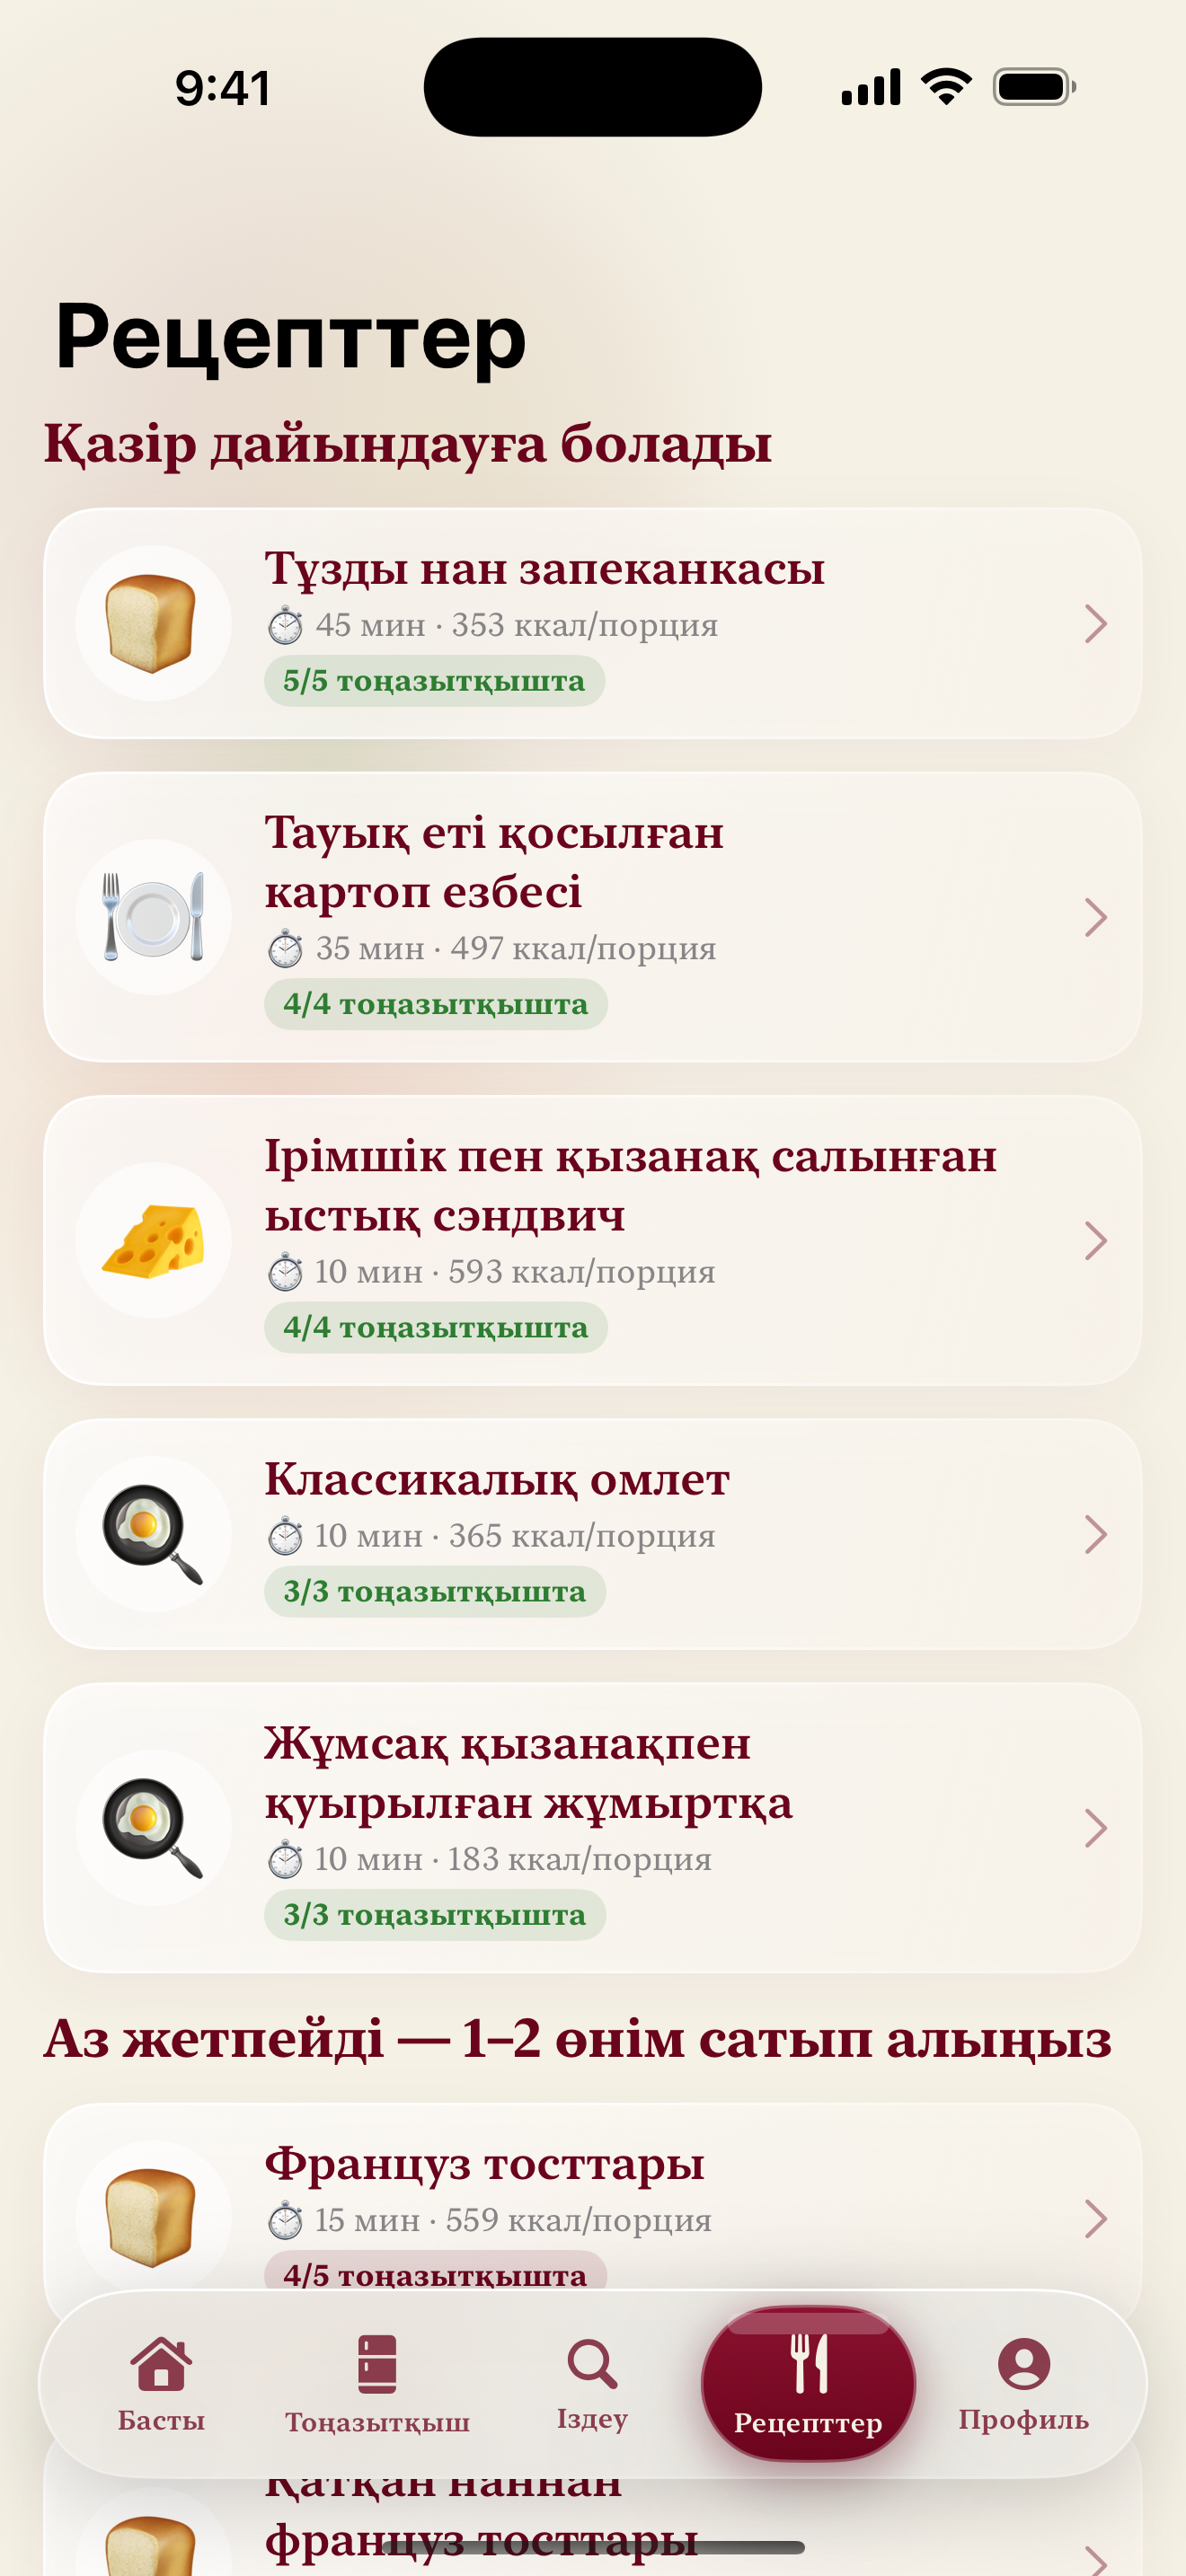 9:41
Рецепттер
Қазір дайындауға болады
Тұзды нан запеканкасы
45 мин · 353 ккал/порция
5/5 тоңазытқышта
Тауық еті қосылған
картоп езбесі
35 мин · 497 ккал/порция
4/4 тоңазытқышта
Ірімшік пен қызанақ салынған
ыстық сэндвич
10 мин · 593 ккал/порция
4/4 тоңазытқышта
Классикалық омлет
10 мин · 365 ккал/порция
3/3 тоңазытқышта
Жұмсақ қызанақпен
қуырылған жұмыртқа
10 мин · 183 ккал/порция
3/3 тоңазытқышта
Аз жетпейді — 1–2 өнім сатып алыңыз
Француз тосттары
15 мин · 559 ккал/порция
4/5 тоңазытқышта
Басты
Тоңазытқыш
Іздеу
Рецепттер
Профиль
Қатқан наннан
француз тосттары